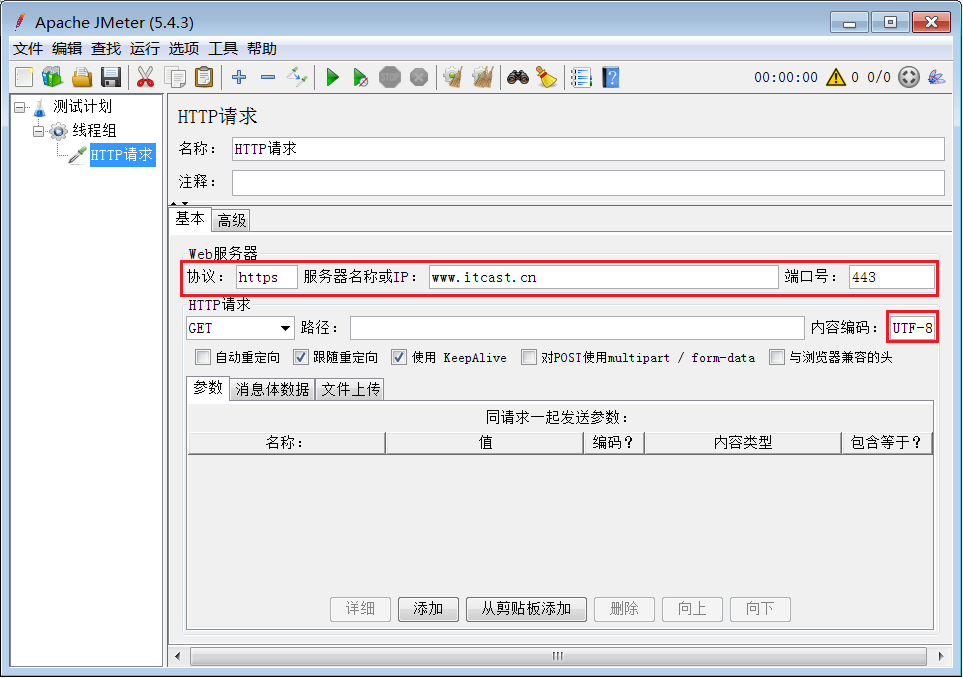 Apache JMeter (5.4.3)
文件 编辑 查找 运行 选项 工具 帮助
00:00:00 0 0/0
测试计划
线程组
HTTP请求
HTTP请求
名称： HTTP请求
注释：
基本 高级
Web服务器
协议： https 服务器名称或IP： www.itcast.cn 端口号： 443
HTTP请求
GET 路径： 内容编码： UTF-8
自动重定向 跟随重定向 使用 KeepAlive 对POST使用multipart / form-data 与浏览器兼容的头
参数 消息体数据 文件上传
同请求一起发送参数：
名称： 值 编码？ 内容类型 包含等于？
详细 添加 从剪贴板添加 删除 向上 向下